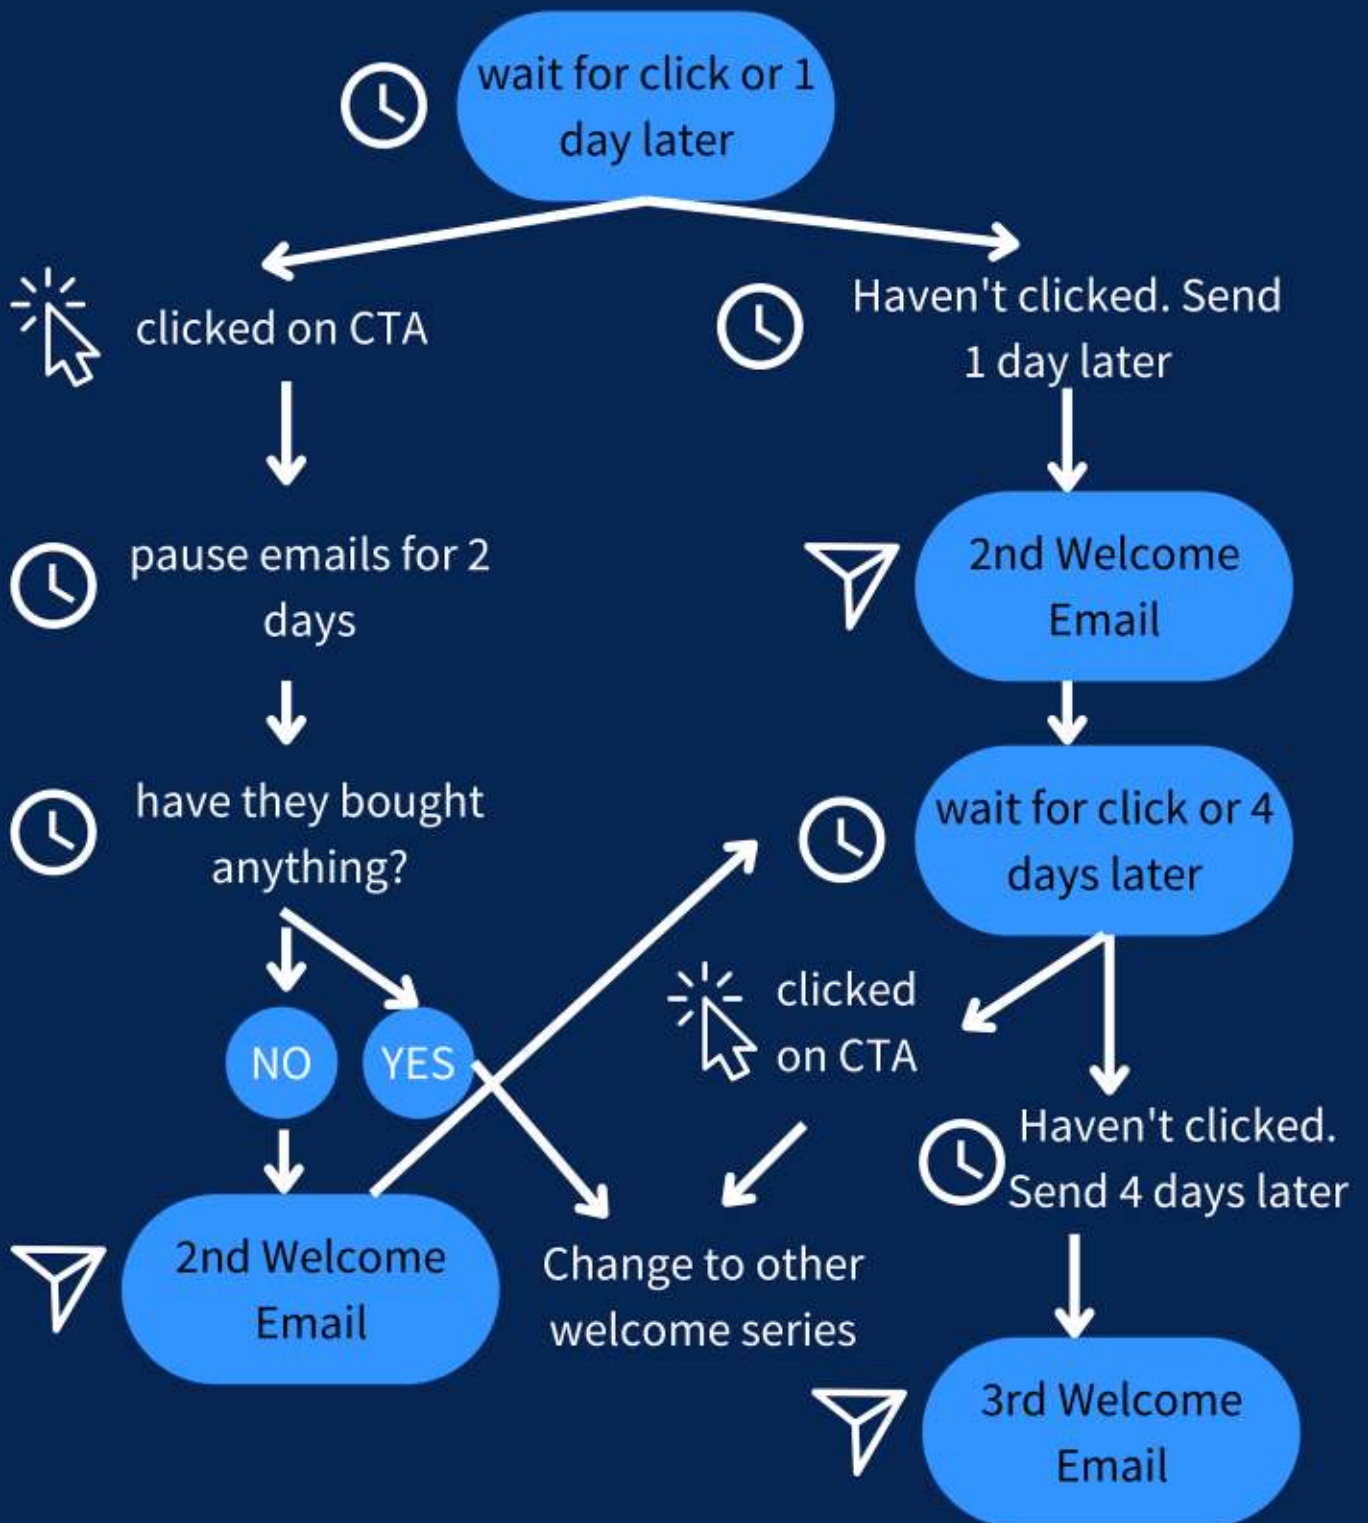 wait for click or 1
day later
clicked on CTA
Haven't clicked. Send
1 day later
pause emails for 2
days
2nd Welcome
Email
have they bought
anything?
wait for click or 4
days later
NO
YES
clicked
on CTA
Haven't clicked.
Send 4 days later
2nd Welcome
Email
Change to other
welcome series
3rd Welcome
Email